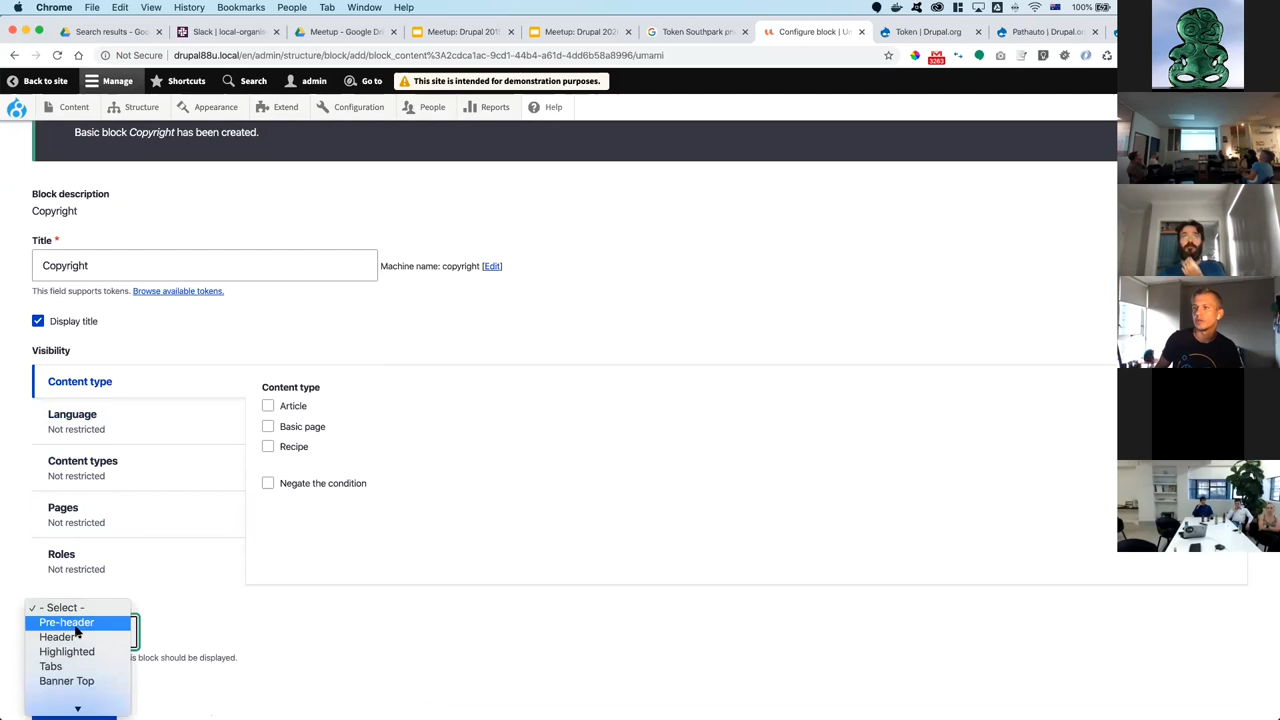 Chrome File Edit View History Bookmarks People Tab Window Help 100%
Search results - Goo Slack | local-organise Meetup - Google Dri Meetup: Drupal 201 Meetup: Drupal 202 Token Southpark pn Configure block | Um Token | Drupal.org Pathauto | Drupal.or
Not Secure drupal88u.local/en/admin/structure/block/add/block_content%3A2cdca1ac-9cd1-44b4-a61d-4dd6b58a8996/umami 3263
Back to site Manage Shortcuts Search admin Go to This site is intended for demonstration purposes.
Content Structure Appearance Extend Configuration People Reports Help
Basic block Copyright has been created.
Block description
Copyright
Title *
Copyright Machine name: copyright [Edit]
This field supports tokens. Browse available tokens.
Display title
Visibility
Content type
Language
Not restricted
Content types
Not restricted
Pages
Not restricted
Roles
Not restricted
Content type
Article
Basic page
Recipe
Negate the condition
- Select -
Pre-header
Header
Highlighted
Tabs
Banner Top
is block should be displayed.